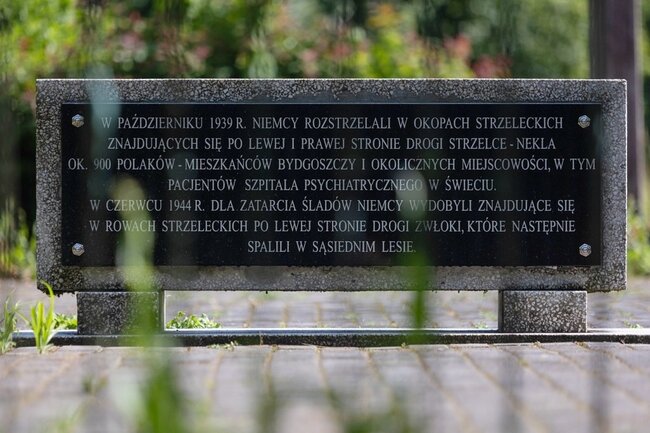 W PAŹDZIERNIKU 1939 R. NIEMCY ROZSTRZELALI W OKOPACH STRZELECKICH
ZNAJDUJĄCYCH SIĘ PO LEWEJ I PRAWEJ STRONIE DROGI STRZELCE - NEKLA
OK. 900 POLAKÓW - MIESZKAŃCÓW BYDGOSZCZY I OKOLICZNYCH MIEJSCOWOŚCI, W TYM
PACJENTÓW SZPITALA PSYCHIATRYCZNEGO W ŚWIECIU.
W CZERWCU 1944 R. DLA ZATARCIA ŚLADÓW NIEMCY WYDOBYLI ZNAJDUJĄCE SIĘ
W ROWACH STRZELECKICH PO LEWEJ STRONIE DROGI ZWŁOKI, KTÓRE NASTĘPNIE
SPALILI W SĄSIEDNIM LESIE.